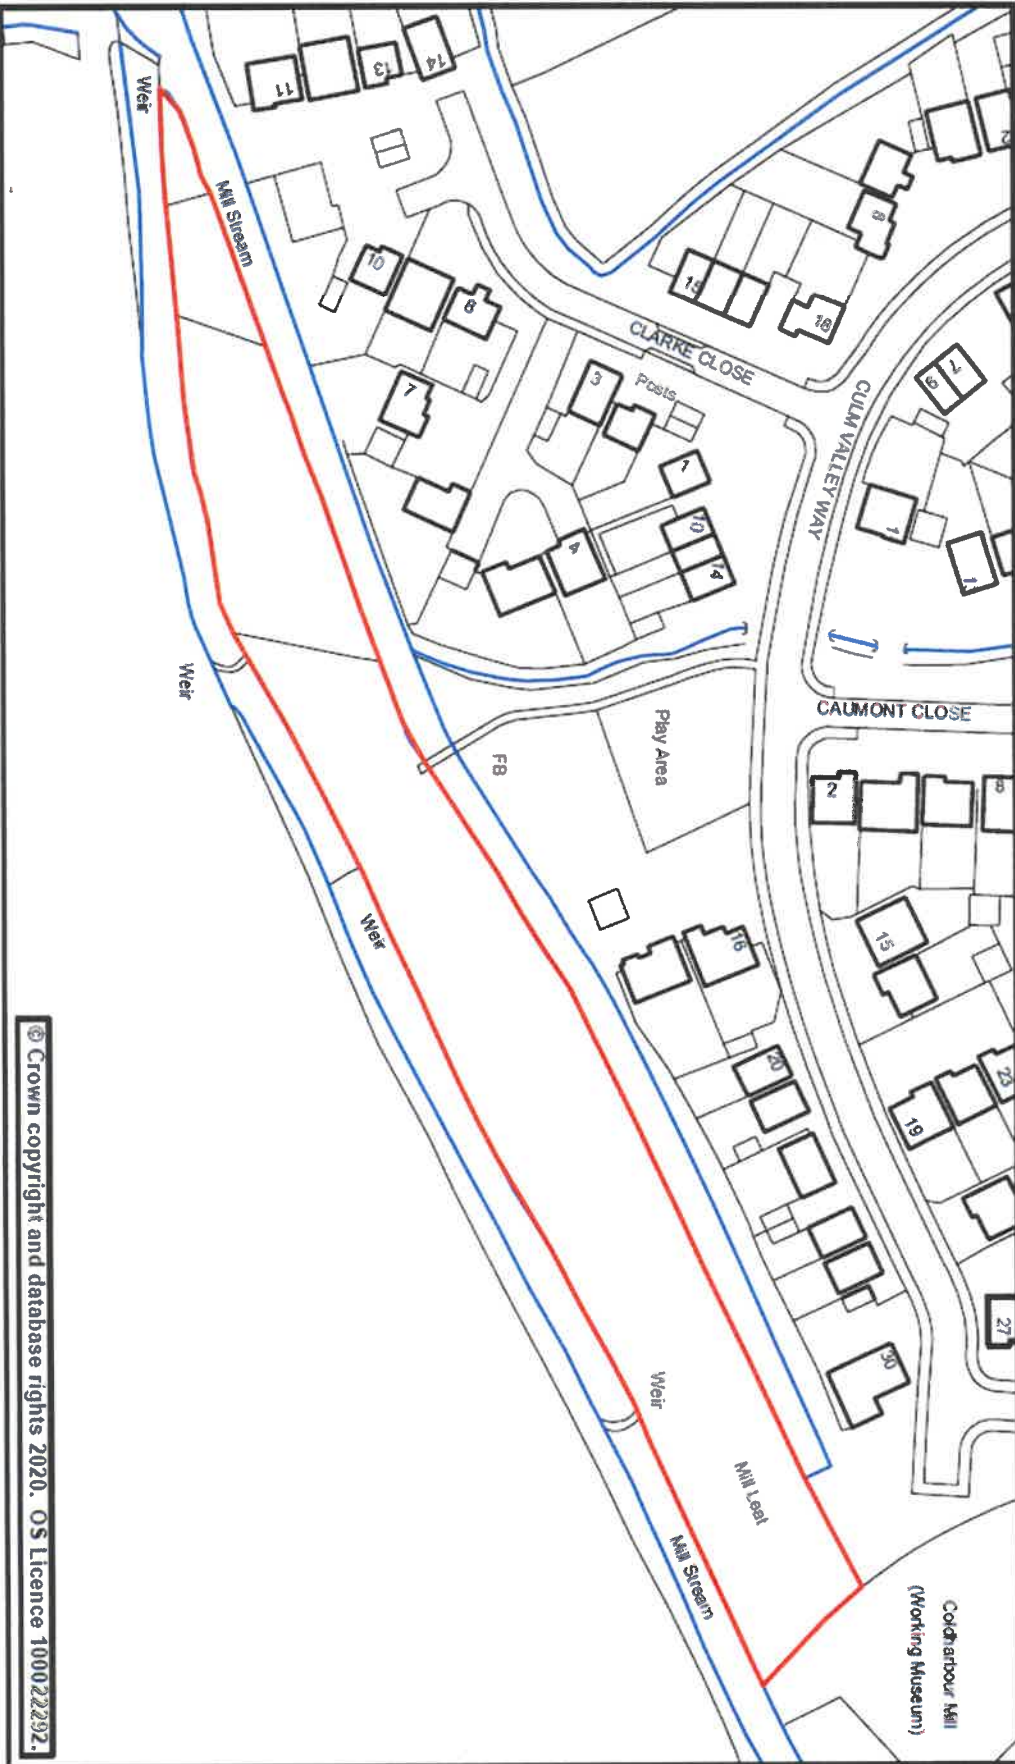 Coldharbour Mill
(Working Museum)
27
23
19
15
8
2
CAUMONT CLOSE
1
1
6
7
2
8
CULM VALLEY WAY
18
15
CLARKE CLOSE
Posts
3
1
10
14
4
7
8
10
14
13
11
Play Area
FB
16
20
30
Mill Stream
Weir
Weir
Weir
Weir
Mill Leat
Mill Stream
© Crown copyright and database rights 2020. OS Licence 100022292.